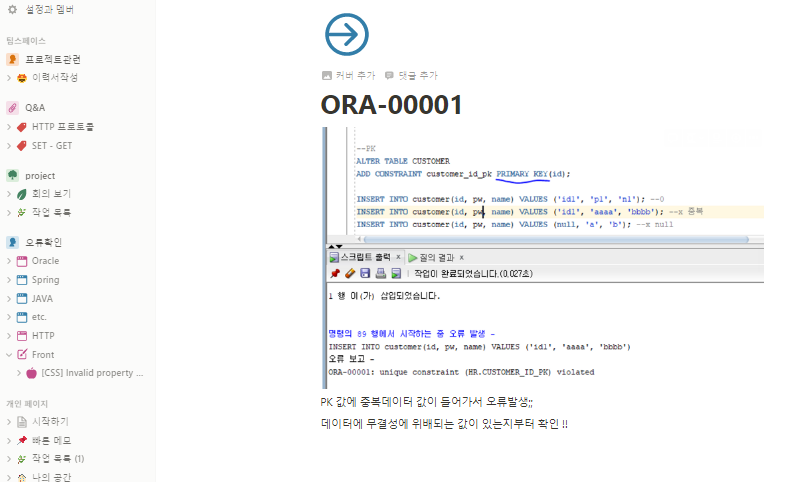 설정과 멤버
팀스페이스
프로젝트관련
이력서작성
Q&A
HTTP 프로토콜
SET - GET
project
회의 보기
작업 목록
오류확인
Oracle
Spring
JAVA
etc.
HTTP
Front
[CSS] Invalid property ...
개인 페이지
시작하기
빠른 메모
작업 목록 (1)
나의 공간
커버 추가 댓글 추가
ORA-00001
--PK
ALTER TABLE CUSTOMER
ADD CONSTRAINT customer_id_pk PRIMARY KEY(id);
INSERT INTO customer(id, pw, name) VALUES ('id1', 'p1', 'n1'); --O
INSERT INTO customer(id, pw, name) VALUES ('id1', 'aaaa', 'bbbb'); --x 중복
INSERT INTO customer(id, pw, name) VALUES (null, 'a', 'b'); --x null
스크립트 출력 x 질의 결과 x
작업이 완료되었습니다.(0.027초)
1 행 이(가) 삽입되었습니다.
명령의 89 행에서 시작하는 중 오류 발생 -
INSERT INTO customer(id, pw, name) VALUES ('id1', 'aaaa', 'bbbb')
오류 보고 -
ORA-00001: unique constraint (HR.CUSTOMER_ID_PK) violated
PK 값에 중복데이터 값이 들어가서 오류발생;;
데이터에 무결성에 위배되는 값이 있는지부터 확인 !!